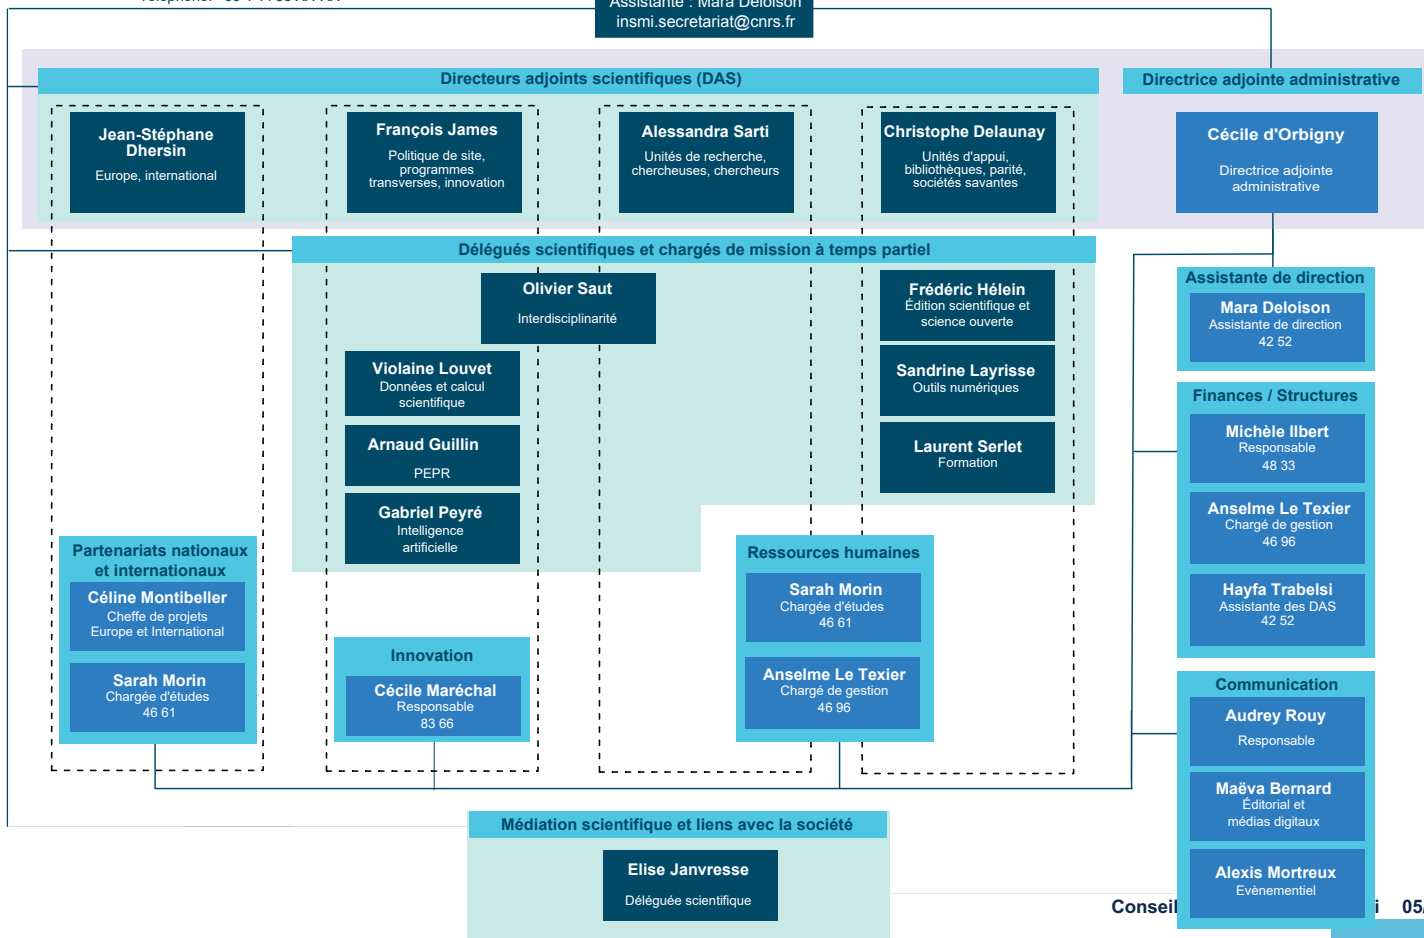 Assistante : Mara Deloison
insmi.secretariat@cnrs.fr
Directeurs adjoints scientifiques (DAS)
Directrice adjointe administrative
Jean-Stéphane
Dhersin
Europe, international
François James
Politique de site,
programmes
transverses, innovation
Alessandra Sarti
Unités de recherche,
chercheuses, chercheurs
Christophe Delaunay
Unités d'appui,
bibliothèques, parité,
sociétés savantes
Cécile d'Orbigny
Directrice adjointe
administrative
Délégués scientifiques et chargés de mission à temps partiel
Olivier Saut
Interdisciplinarité
Violaine Louvet
Données et calcul
scientifique
Arnaud Guillin
PEPR
Gabriel Peyré
Intelligence
artificielle
Frédéric Hélein
Édition scientifique et
science ouverte
Sandrine Layrisse
Outils numériques
Laurent Serlet
Formation
Assistante de direction
Mara Deloison
Assistante de direction
42 52
Finances / Structures
Michèle Ilbert
Responsable
48 33
Anselme Le Texier
Chargé de gestion
46 96
Hayfa Trabelsi
Assistante des DAS
42 52
Partenariats nationaux
et internationaux
Céline Montibeller
Cheffe de projets
Europe et International
Sarah Morin
Chargée d'études
46 61
Innovation
Cécile Maréchal
Responsable
83 66
Ressources humaines
Sarah Morin
Chargée d'études
46 61
Anselme Le Texier
Chargé de gestion
46 96
Communication
Audrey Rouy
Responsable
Maëva Bernard
Éditorial et
médias digitaux
Alexis Mortreux
Evènementiel
Médiation scientifique et liens avec la société
Elise Janvresse
Déléguée scientifique
Conseil i 05/